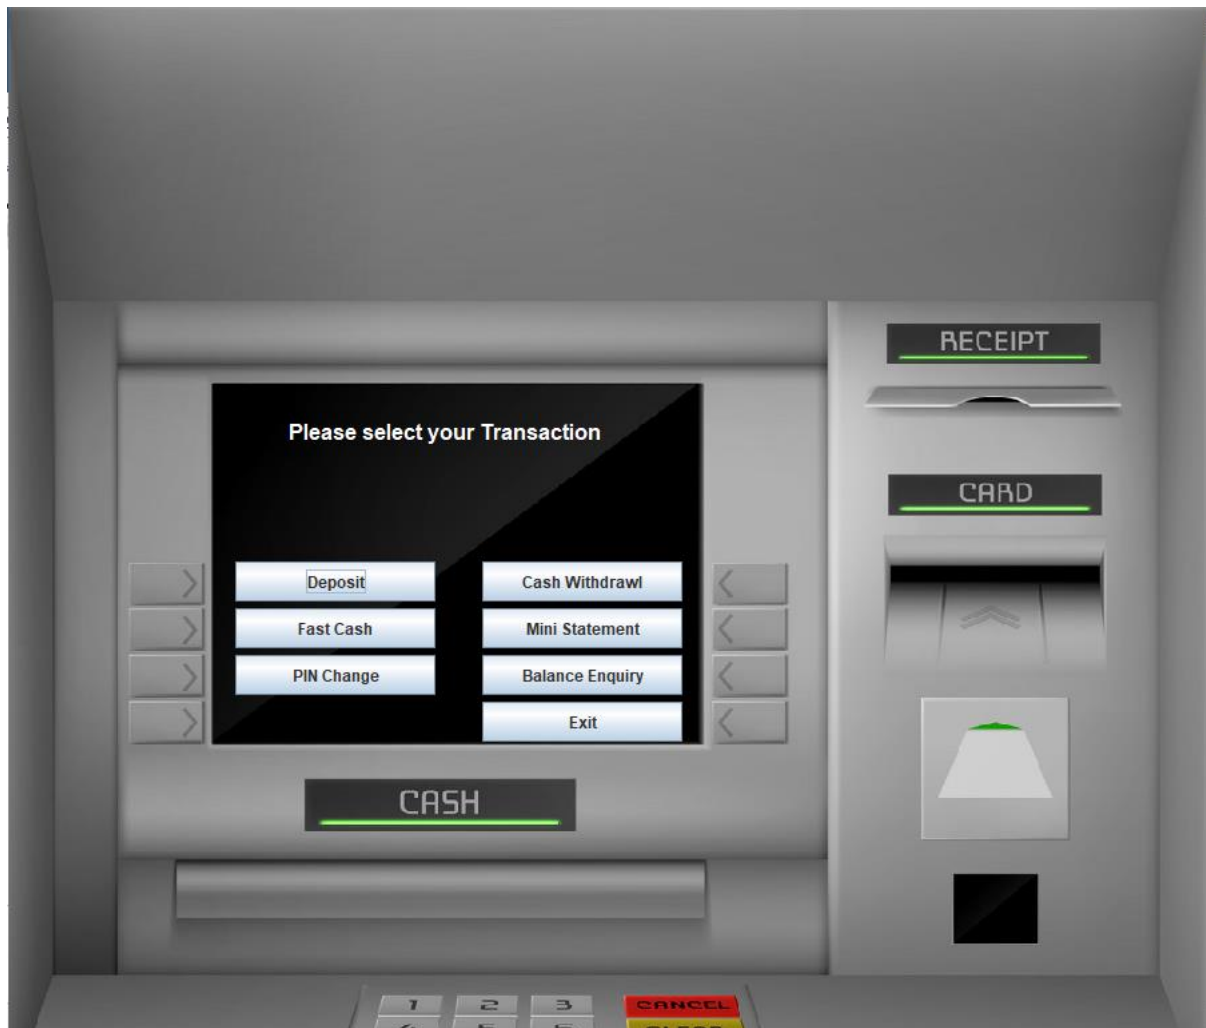 RECEIPT
Please select your Transaction
CARD
Deposit
Cash Withdrawl
Fast Cash
Mini Statement
PIN Change
Balance Enquiry
Exit
CASH
1 2 3 CANCEL